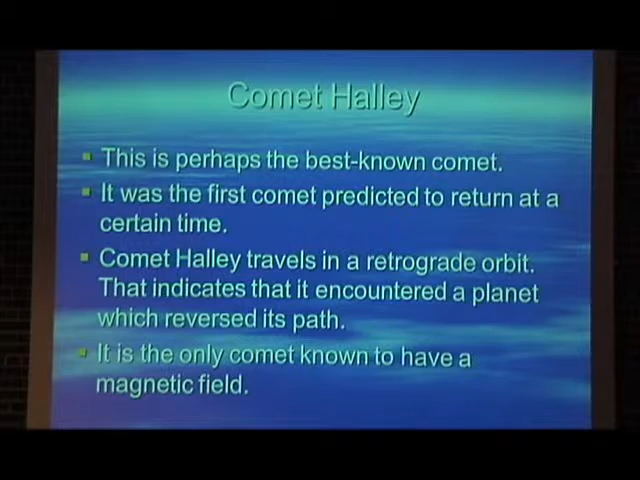 Comet Halley
This is perhaps the best-known comet.
It was the first comet predicted to return at a
certain time.
Comet Halley travels in a retrograde orbit.
That indicates that it encountered a planet
which reversed its path.
It is the only comet known to have a
magnetic field.